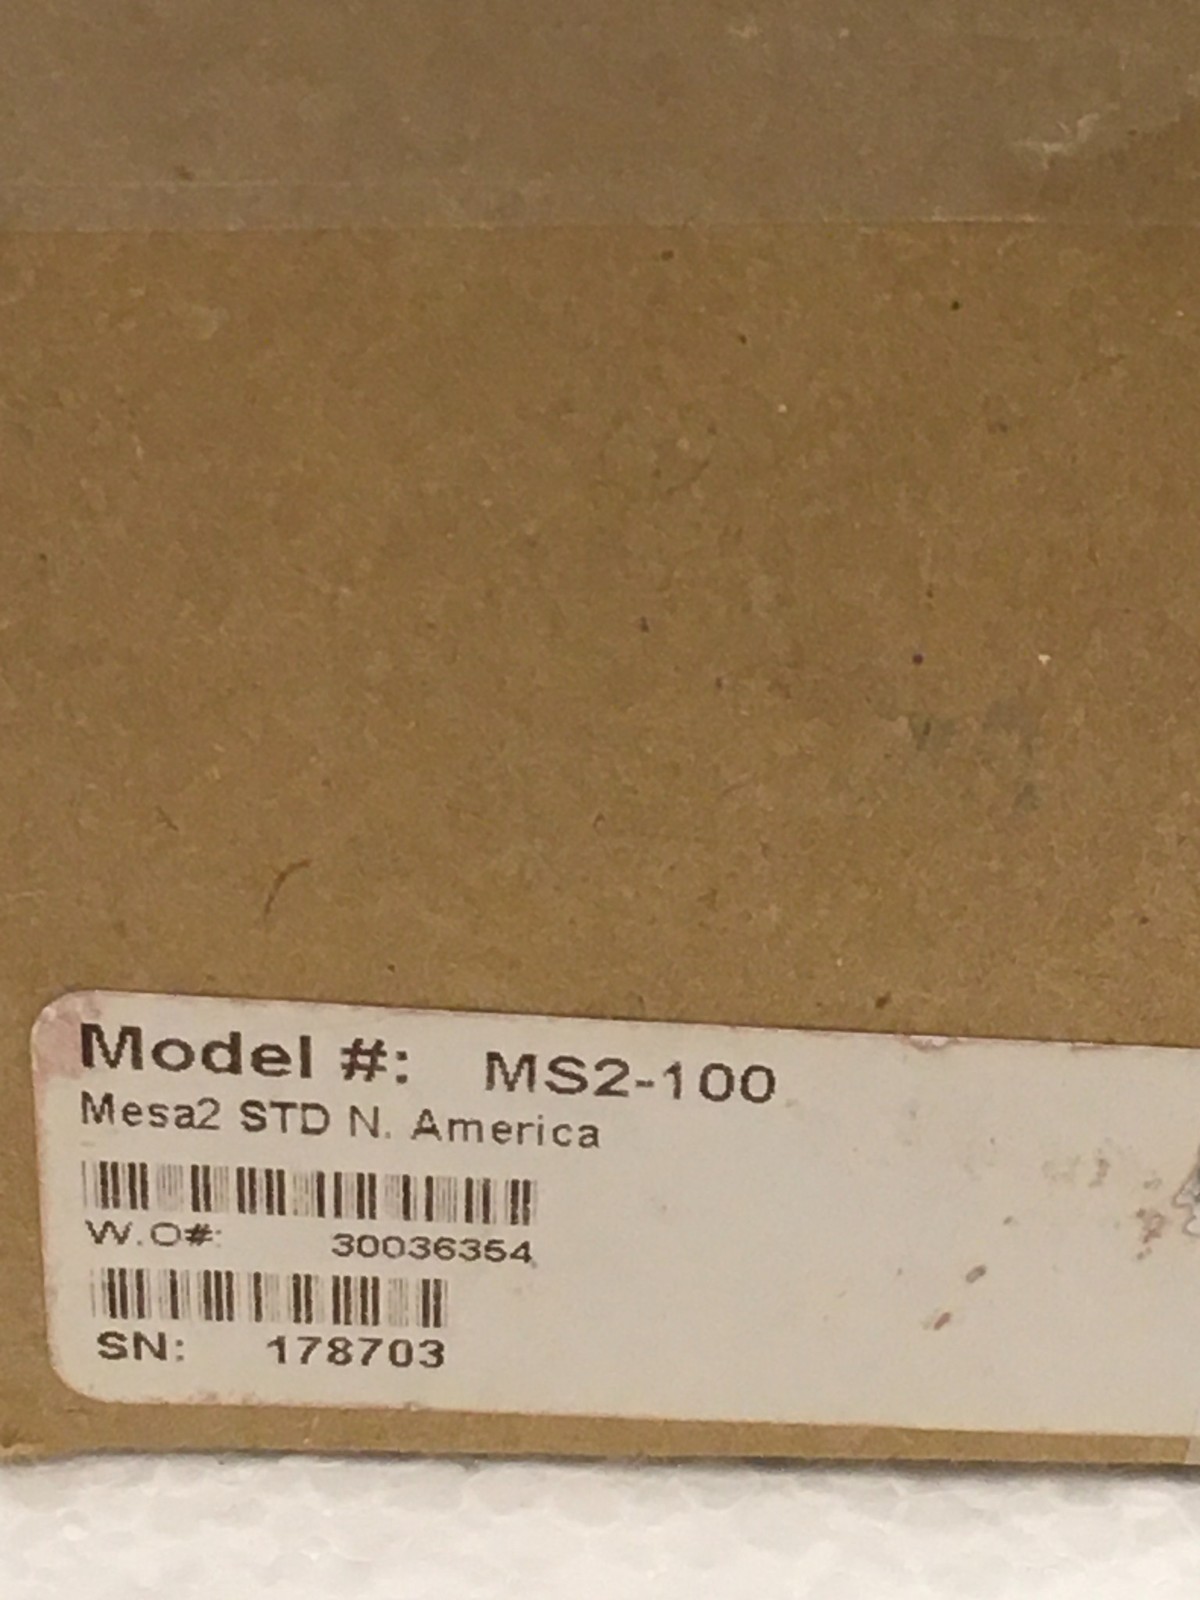 Model #: MS2-100
Mesa2 STD N. America
W.O#: 30036354
SN: 178703